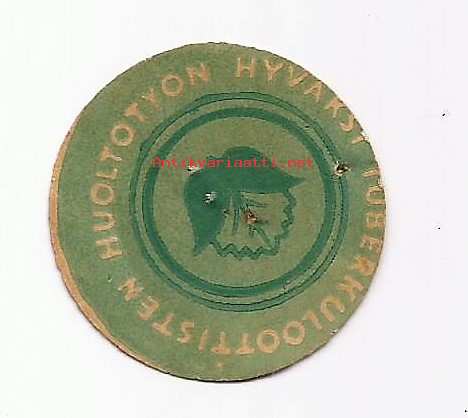 TUBERKULOOTTISTEN HUOLTOTYÖN HYVÄKSI
Antikvariaatti.net